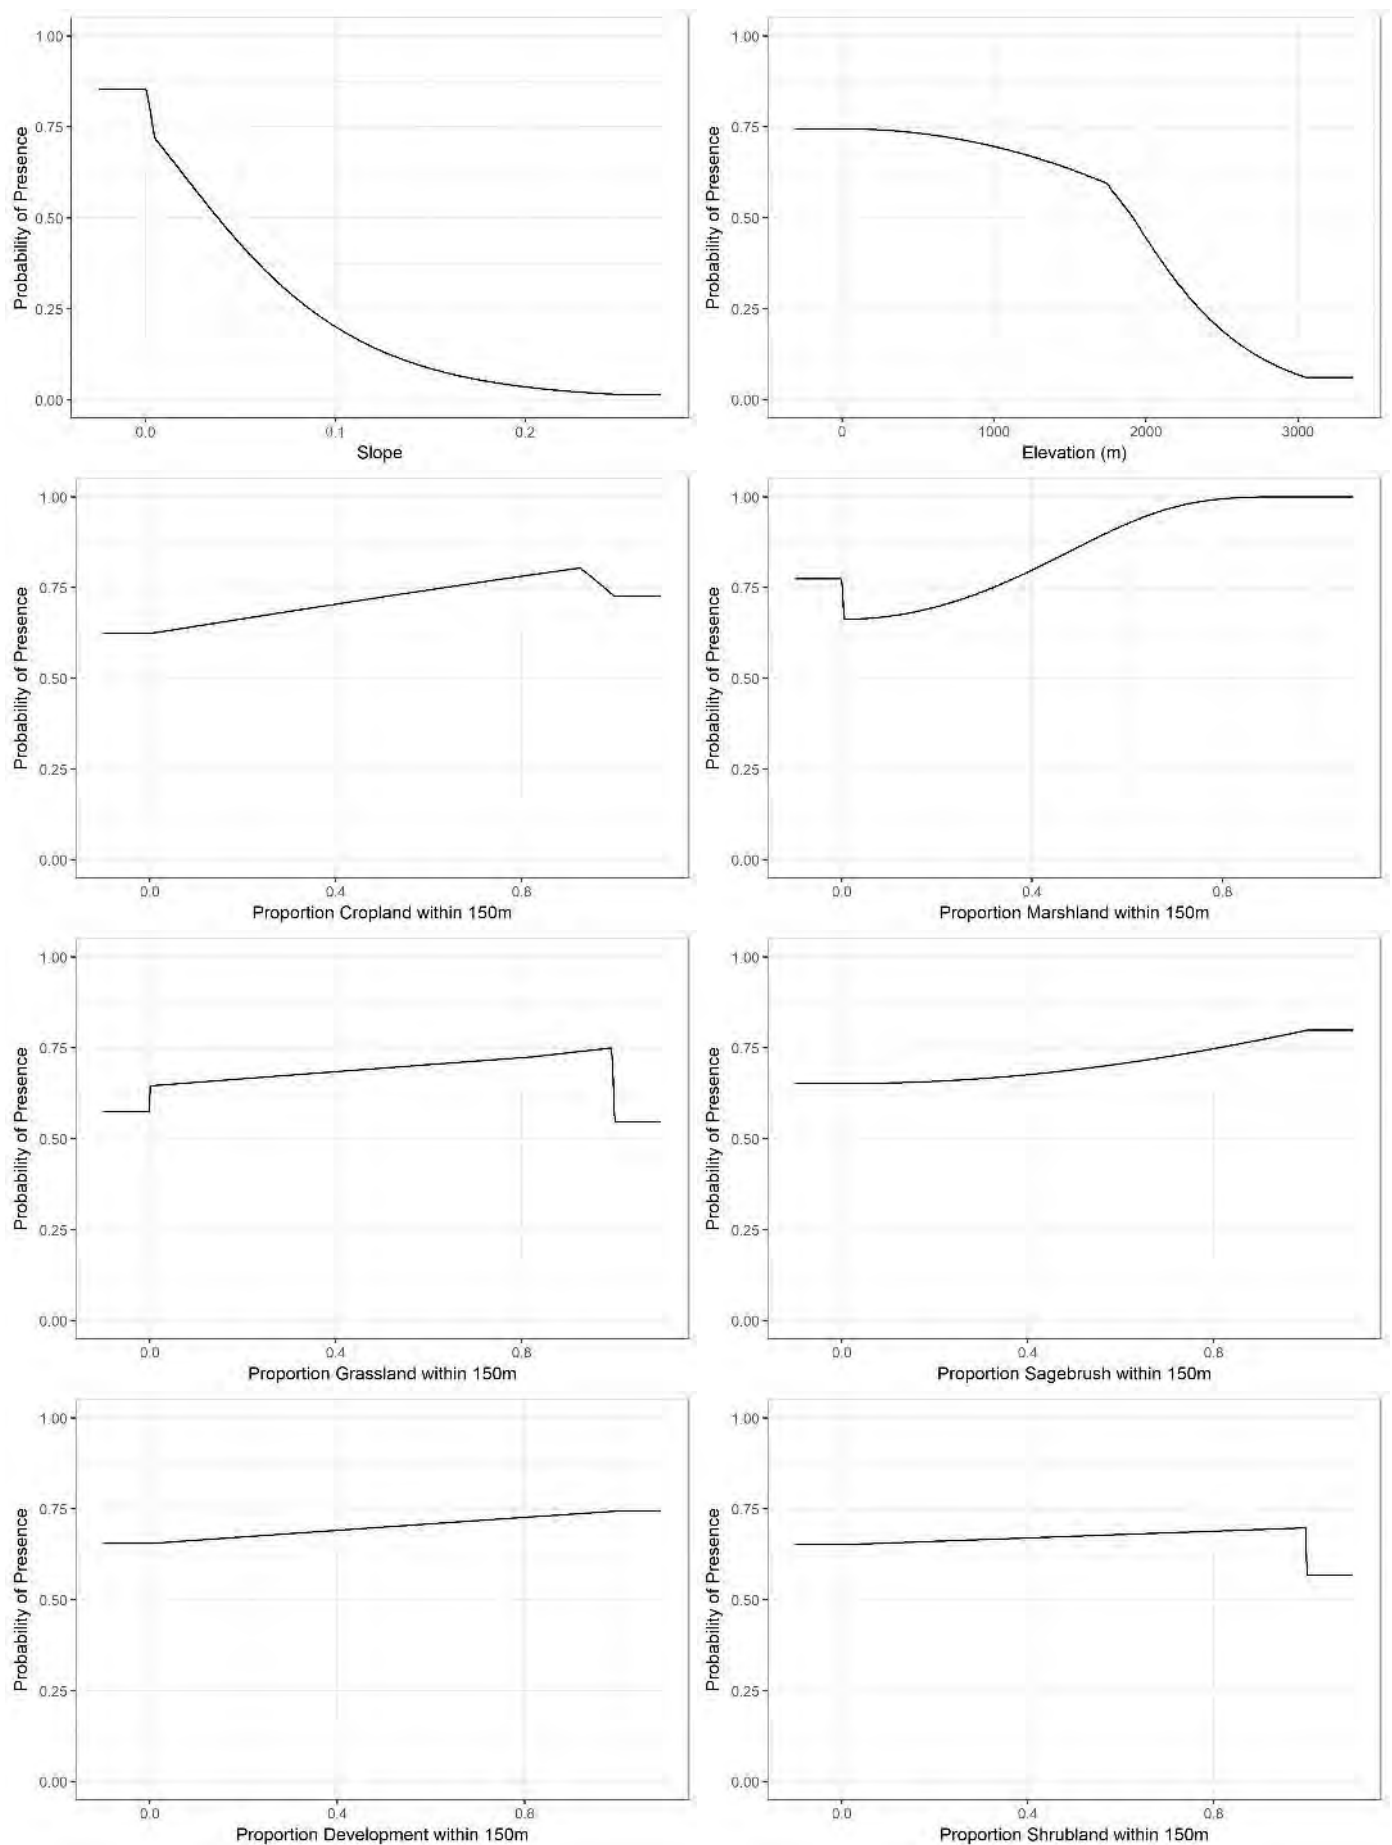 1.00
0.75
0.50
0.25
0.00
Probability of Presence
0.0 0.1 0.2
Slope
1.00
0.75
0.50
0.25
0.00
Probability of Presence
0 1000 2000 3000
Elevation (m)
1.00
0.75
0.50
0.25
0.00
Probability of Presence
0.0 0.4 0.8
Proportion Cropland within 150m
1.00
0.75
0.50
0.25
0.00
Probability of Presence
0.0 0.4 0.8
Proportion Marshland within 150m
1.00
0.75
0.50
0.25
0.00
Probability of Presence
0.0 0.4 0.8
Proportion Grassland within 150m
1.00
0.75
0.50
0.25
0.00
Probability of Presence
0.0 0.4 0.8
Proportion Sagebrush within 150m
1.00
0.75
0.50
0.25
0.00
Probability of Presence
0.0 0.4 0.8
Proportion Development within 150m
1.00
0.75
0.50
0.25
0.00
Probability of Presence
0.0 0.4 0.8
Proportion Shrubland within 150m